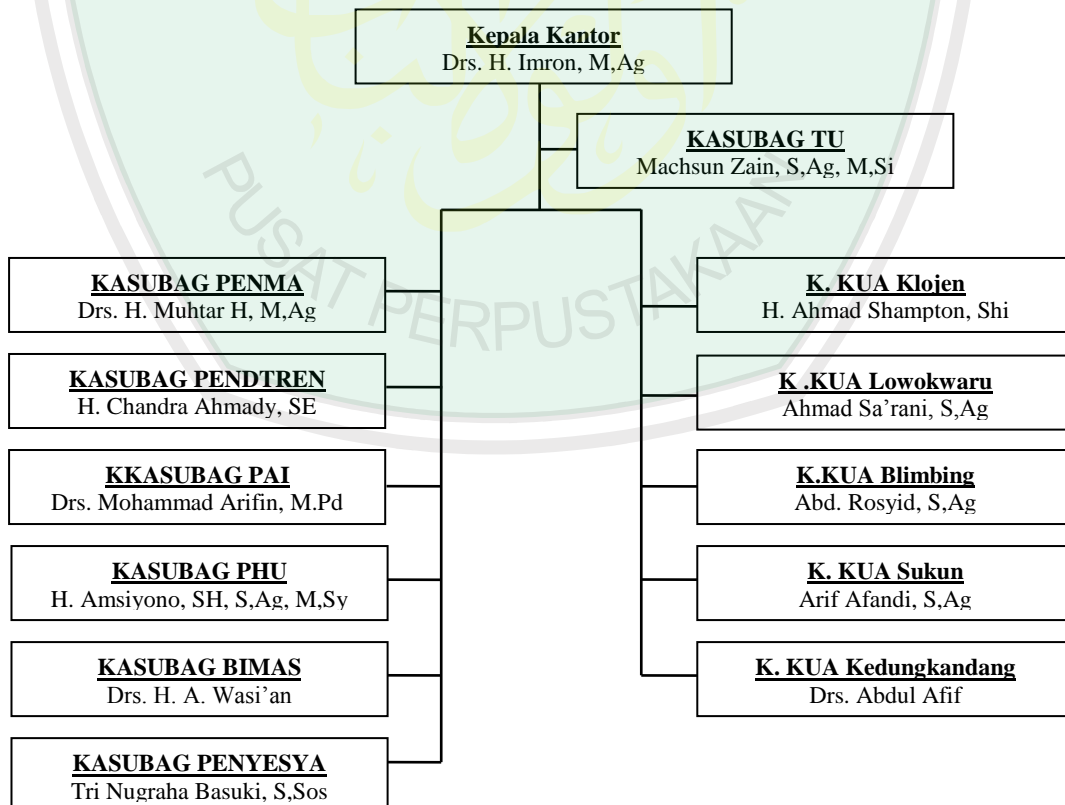 Kepala Kantor
Drs. H. Imron, M,Ag
KASUBAG TU
Machsun Zain, S,Ag, M,Si
PUSAT PERPUSTAKAAN
KASUBAG PENMA
Drs. H. Muhtar H, M,Ag
KASUBAG PENDTREN
H. Chandra Ahmady, SE
KKASUBAG PAI
Drs. Mohammad Arifin, M.Pd
KASUBAG PHU
H. Amsiyono, SH, S,Ag, M,Sy
KASUBAG BIMAS
Drs. H. A. Wasi’an
KASUBAG PENYESYA
Tri Nugraha Basuki, S,Sos
K. KUA Klojen
H. Ahmad Shampton, Shi
K .KUA Lowokwaru
Ahmad Sa’rani, S,Ag
K.KUA Blimbing
Abd. Rosyid, S,Ag
K. KUA Sukun
Arif Afandi, S,Ag
K. KUA Kedungkandang
Drs. Abdul Afif